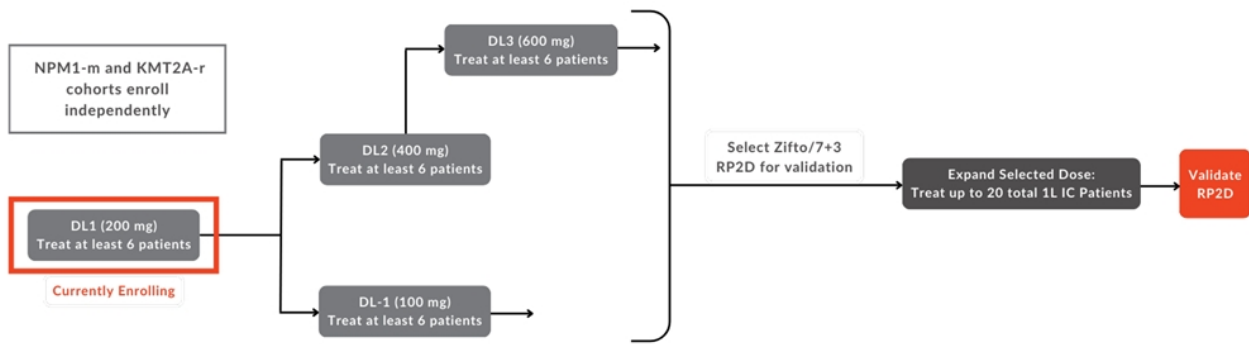 NPM1-m and KMT2A-r
cohorts enroll
independently
DL1 (200 mg)
Treat at least 6 patients
Currently Enrolling
DL2 (400 mg)
Treat at least 6 patients
DL-1 (100 mg)
Treat at least 6 patients
DL3 (600 mg)
Treat at least 6 patients
Select Zifto/7+3
RP2D for validation
Expand Selected Dose:
Treat up to 20 total 1L IC Patients
Validate
RP2D